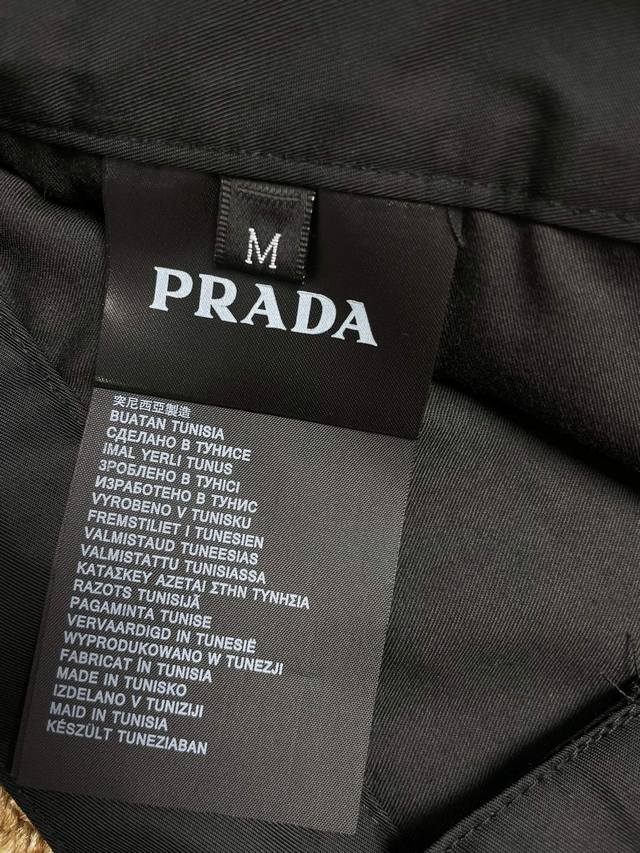 M
PRADA
突尼西亞製造
BUATAN TUNISIA
СДЕЛАНО В ТУНИСЕ
IMAL YERLI TUNUS
ЗРОБЛЕНО В ТУНІСІ
ИЗРАБОТЕНО В ТУНИС
VYROBENO V TUNISKU
FREMSTILIET I TUNESIEN
VALMISTAUD TUNEESIAS
VALMISTATTU TUNISIASSA
ΚΑΤΑΣΚΕΥ ΑΖΕΤΑΙ ΣΤΗΝ ΤΥΝΗΣΙΑ
RAZOTS TUNISIJĀ
PAGAMINTA TUNISE
VERVAARDIGD IN TUNESIË
WYPRODUKOWANO W TUNEZJI
FABRICAT ÎN TUNISIA
MADE IN TUNISKO
IZDELANO V TUNIZIJI
MAID IN TUNISIA
KÉSZÜLT TUNEZIABAN